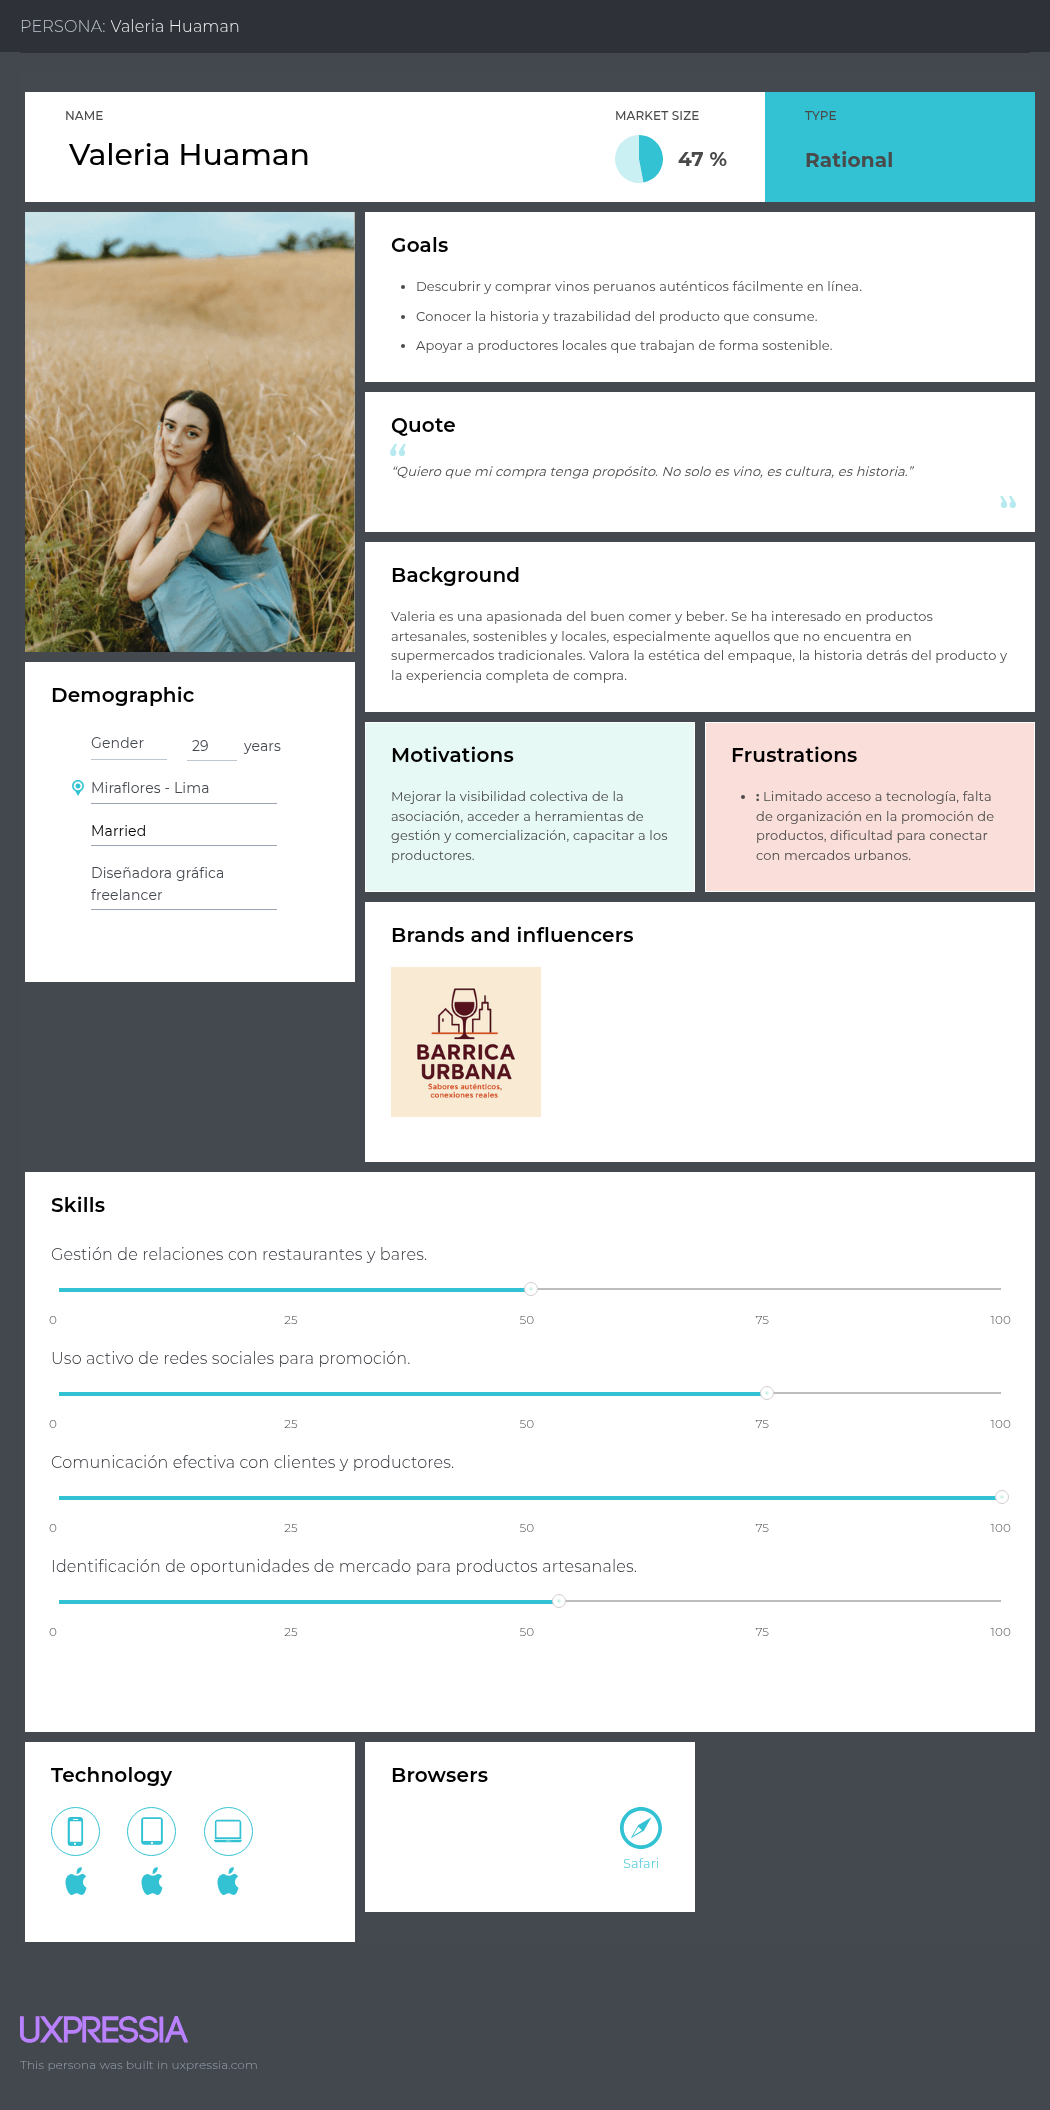 PERSONA: Valeria Huaman
NAME
Valeria Huaman
MARKET SIZE
47 %
TYPE
Rational
Goals
• Descubrir y comprar vinos peruanos auténticos fácilmente en línea.
• Conocer la historia y trazabilidad del producto que consume.
• Apoyar a productores locales que trabajan de forma sostenible.
Quote
“
“Quiero que mi compra tenga propósito. No solo es vino, es cultura, es historia.”
”
Background
Valeria es una apasionada del buen comer y beber. Se ha interesado en productos
artesanales, sostenibles y locales, especialmente aquellos que no encuentra en
supermercados tradicionales. Valora la estética del empaque, la historia detrás del producto y
la experiencia completa de compra.
Demographic
Gender
29 years
Miraflores - Lima
Married
Diseñadora gráfica
freelancer
Motivations
Mejorar la visibilidad colectiva de la
asociación, acceder a herramientas de
gestión y comercialización, capacitar a los
productores.
Frustrations
• : Limitado acceso a tecnología, falta
de organización en la promoción de
productos, dificultad para conectar
con mercados urbanos.
Brands and influencers
BARRICA
URBANA
Sabores auténticos,
conexiones reales
Skills
Gestión de relaciones con restaurantes y bares.
0 25 50 75 100
Uso activo de redes sociales para promoción.
0 25 50 75 100
Comunicación efectiva con clientes y productores.
0 25 50 75 100
Identificación de oportunidades de mercado para productos artesanales.
0 25 50 75 100
Technology
Browsers
Safari
UXPRESSIA
This persona was built in uxpressia.com